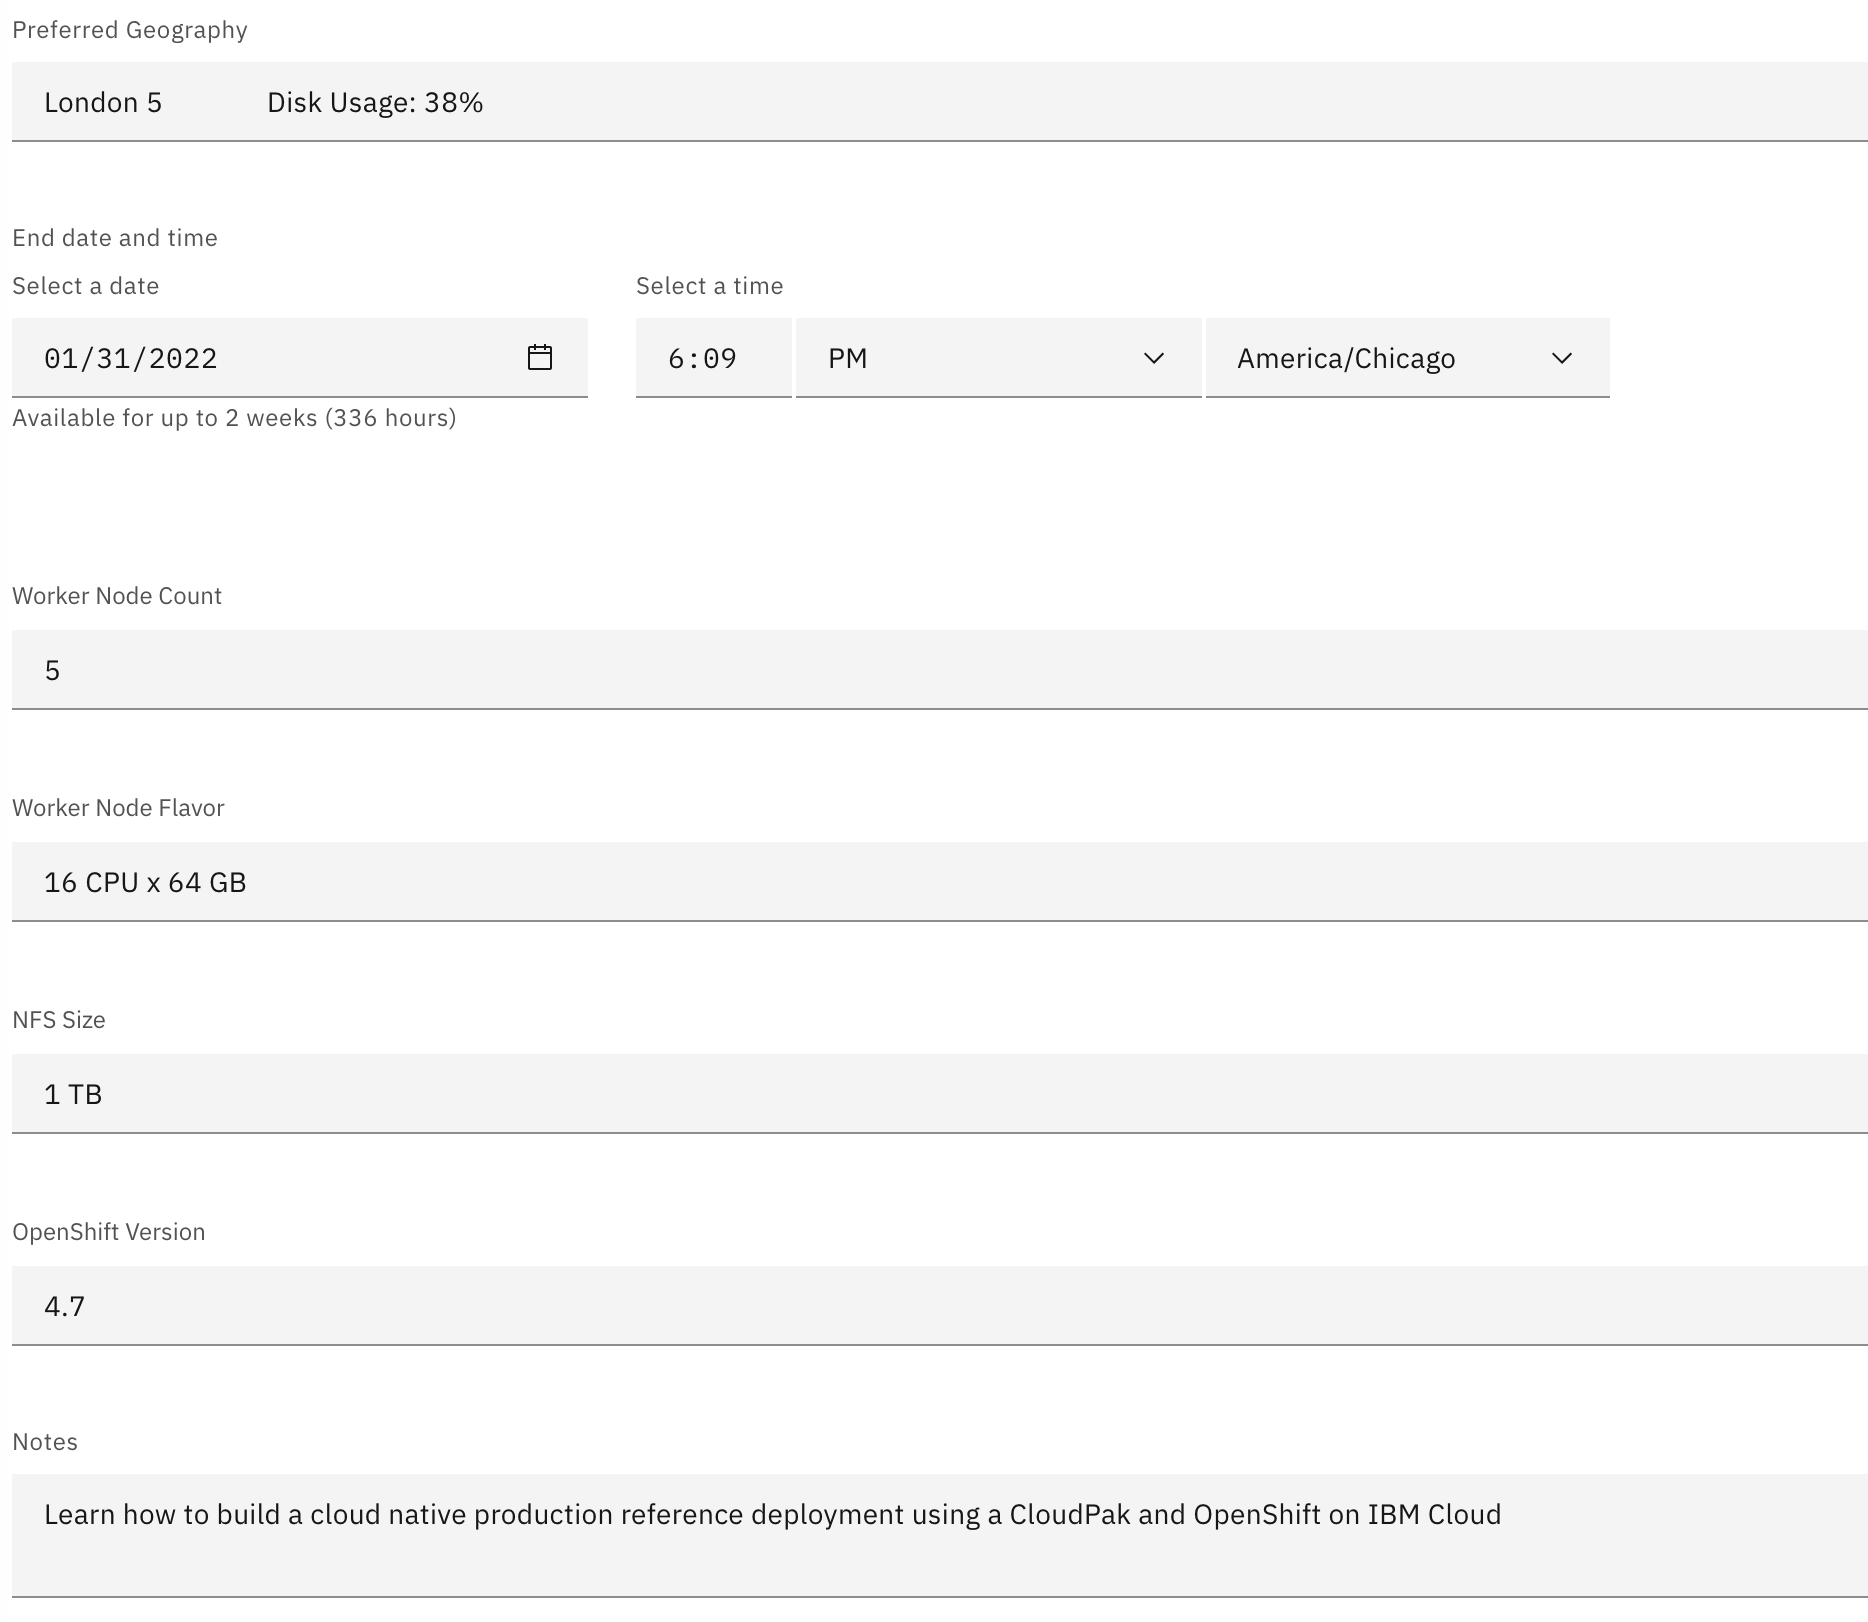 Preferred Geography
London 5 Disk Usage: 38%
End date and time
Select a date Select a time
01/31/2022 6:09 PM America/Chicago
Available for up to 2 weeks (336 hours)
Worker Node Count
5
Worker Node Flavor
16 CPU x 64 GB
NFS Size
1 TB
OpenShift Version
4.7
Notes
Learn how to build a cloud native production reference deployment using a CloudPak and OpenShift on IBM Cloud